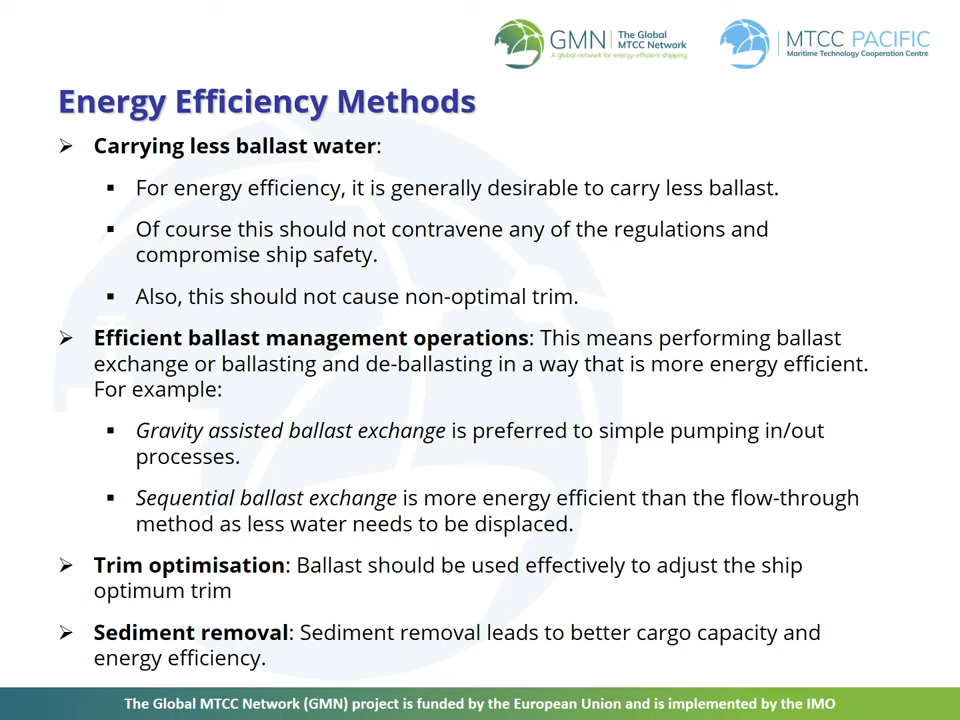 GMN
The Global
MTCC Network
A global network for energy-efficient shipping
MTCC PACIFIC
Maritime Technology Cooperation Centre
Energy Efficiency Methods
➢ Carrying less ballast water:
▪ For energy efficiency, it is generally desirable to carry less ballast.
▪ Of course this should not contravene any of the regulations and
compromise ship safety.
▪ Also, this should not cause non-optimal trim.
➢ Efficient ballast management operations: This means performing ballast
exchange or ballasting and de-ballasting in a way that is more energy efficient.
For example:
▪ Gravity assisted ballast exchange is preferred to simple pumping in/out
processes.
▪ Sequential ballast exchange is more energy efficient than the flow-through
method as less water needs to be displaced.
➢ Trim optimisation: Ballast should be used effectively to adjust the ship
optimum trim
➢ Sediment removal: Sediment removal leads to better cargo capacity and
energy efficiency.
The Global MTCC Network (GMN) project is funded by the European Union and is implemented by the IMO